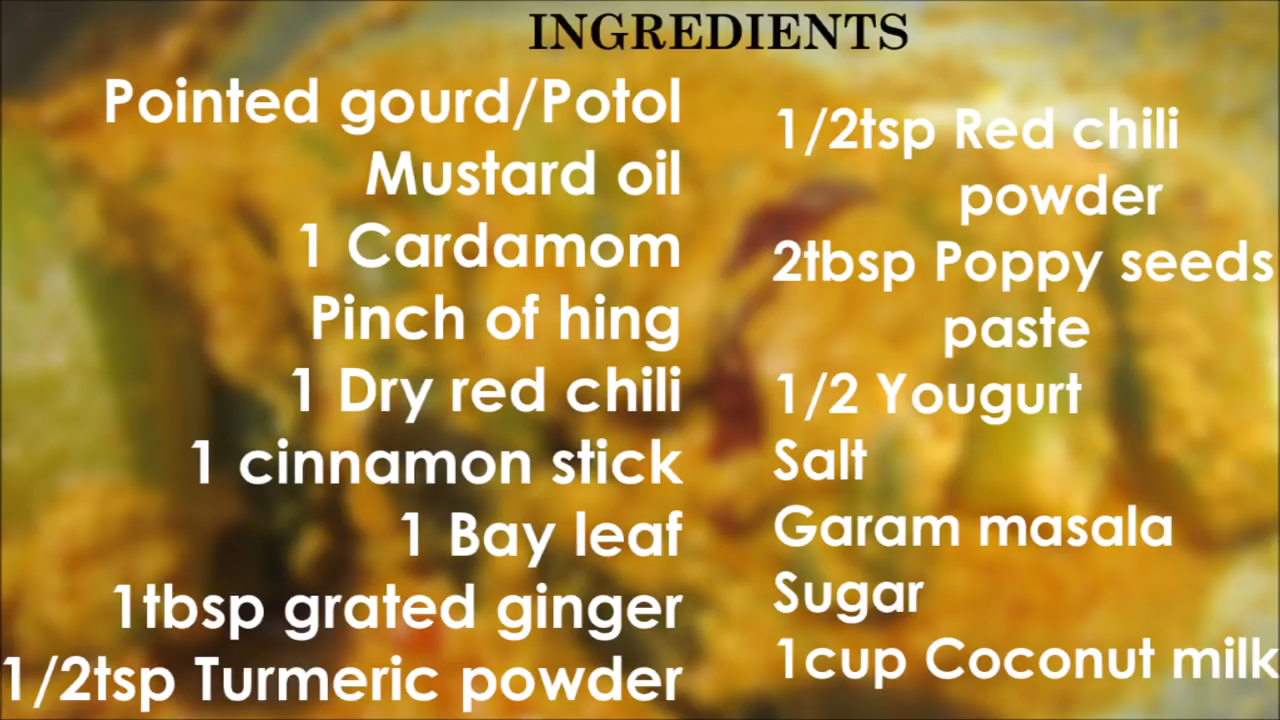 INGREDIENTS
Pointed gourd/Potol
Mustard oil
1 Cardamom
Pinch of hing
1 Dry red chili
1 cinnamon stick
1 Bay leaf
1tbsp grated ginger
1/2tsp Turmeric powder
1/2tsp Red chili
powder
2tbsp Poppy seeds
paste
1/2 Yougurt
Salt
Garam masala
Sugar
1cup Coconut milk